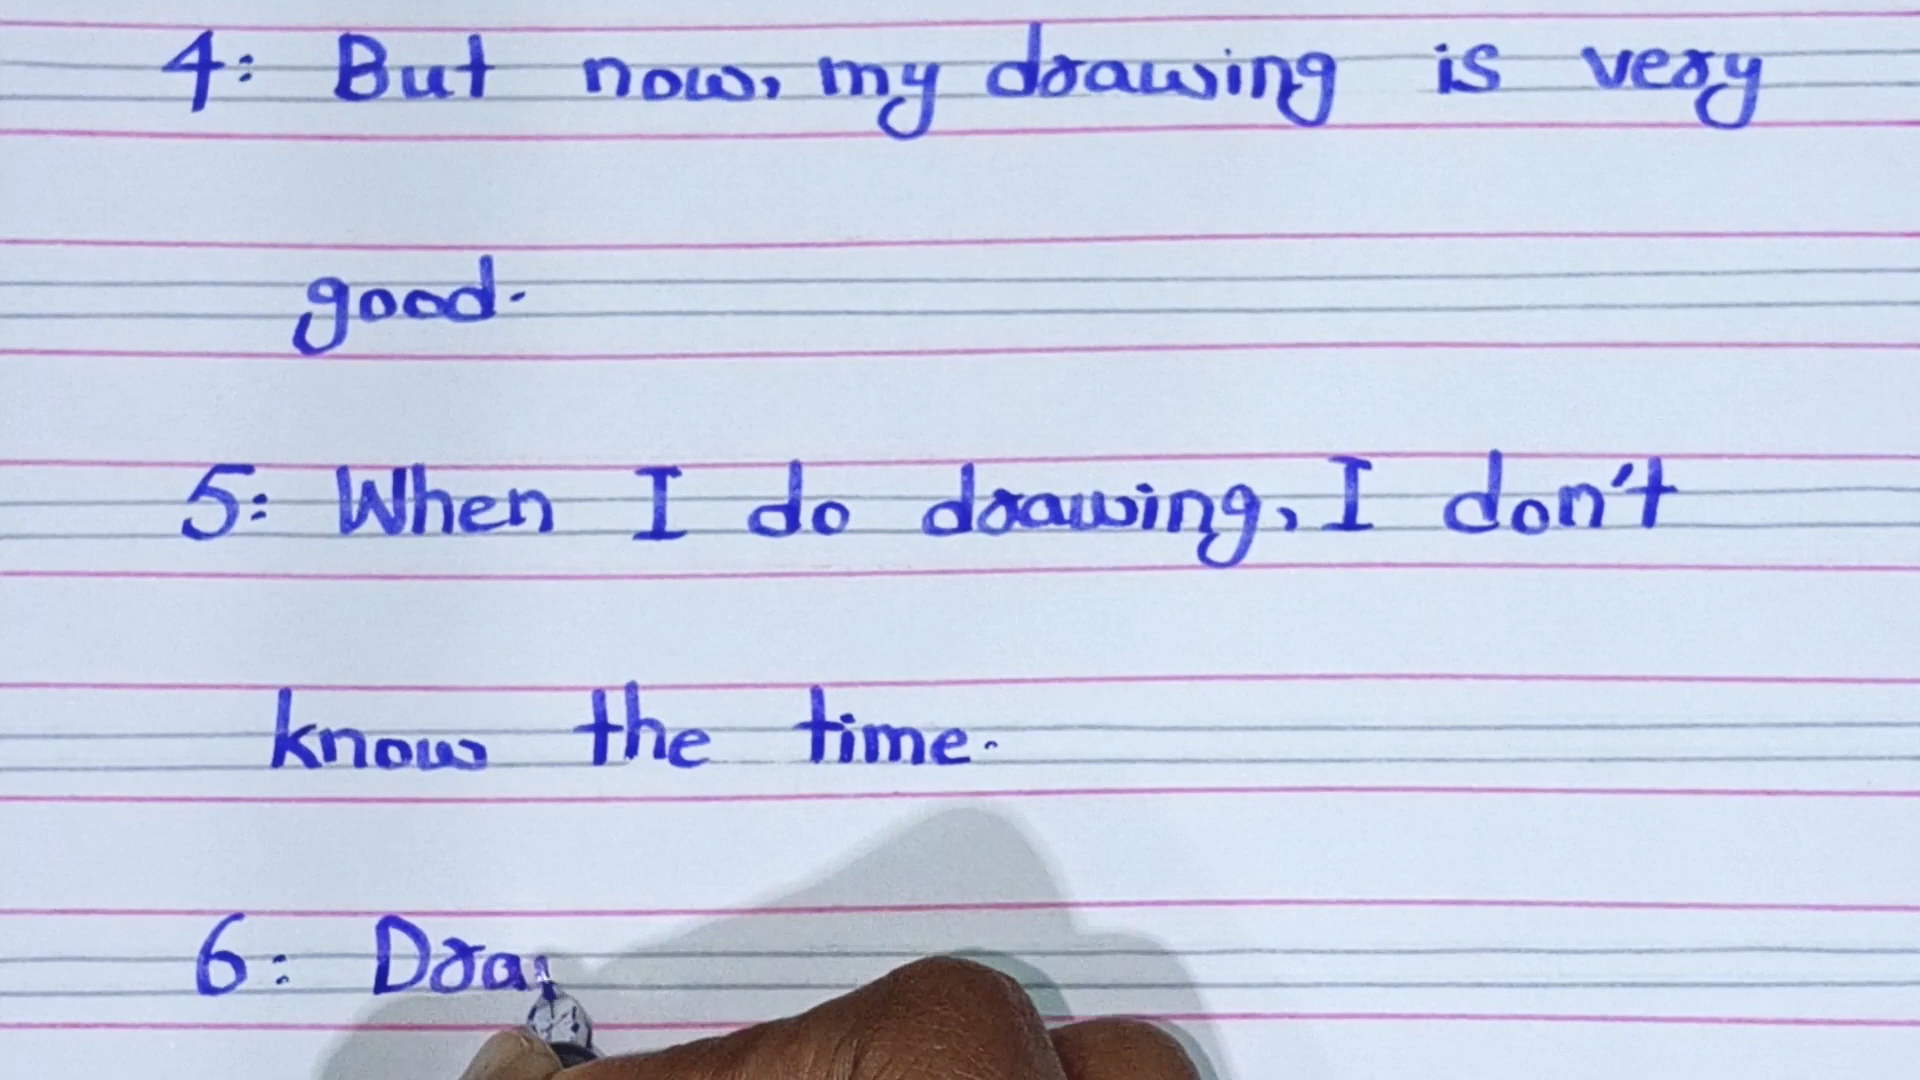 4: But now, my drawing is very
good.
5: When I do drawing, I don't
know the time.
6: Dra